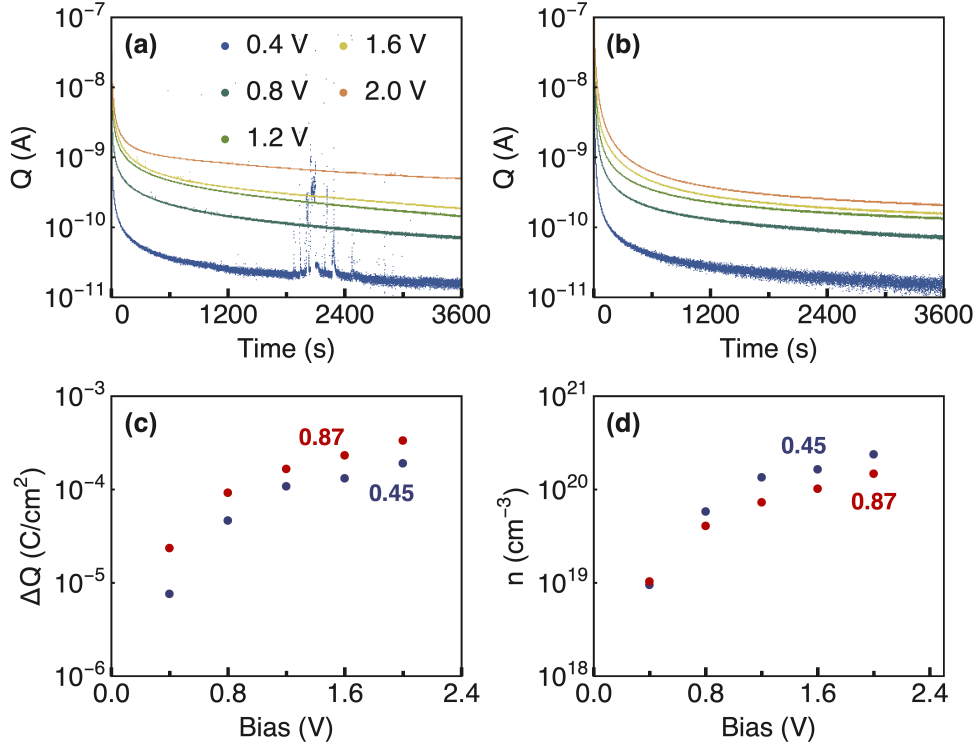 (a)
0.4 V
0.8 V
1.2 V
1.6 V
2.0 V
10⁻⁷
10⁻⁸
10⁻⁹
10⁻¹⁰
10⁻¹¹
Q (A)
0 1200 2400 3600
Time (s)
(b)
10⁻⁷
10⁻⁸
10⁻⁹
10⁻¹⁰
10⁻¹¹
Q (A)
0 1200 2400 3600
Time (s)
(c)
0.87
0.45
10⁻³
10⁻⁴
10⁻⁵
10⁻⁶
ΔQ (C/cm²)
0.0 0.8 1.6 2.4
Bias (V)
(d)
0.45
0.87
10²¹
10²⁰
10¹⁹
10¹⁸
n (cm⁻³)
0.0 0.8 1.6 2.4
Bias (V)